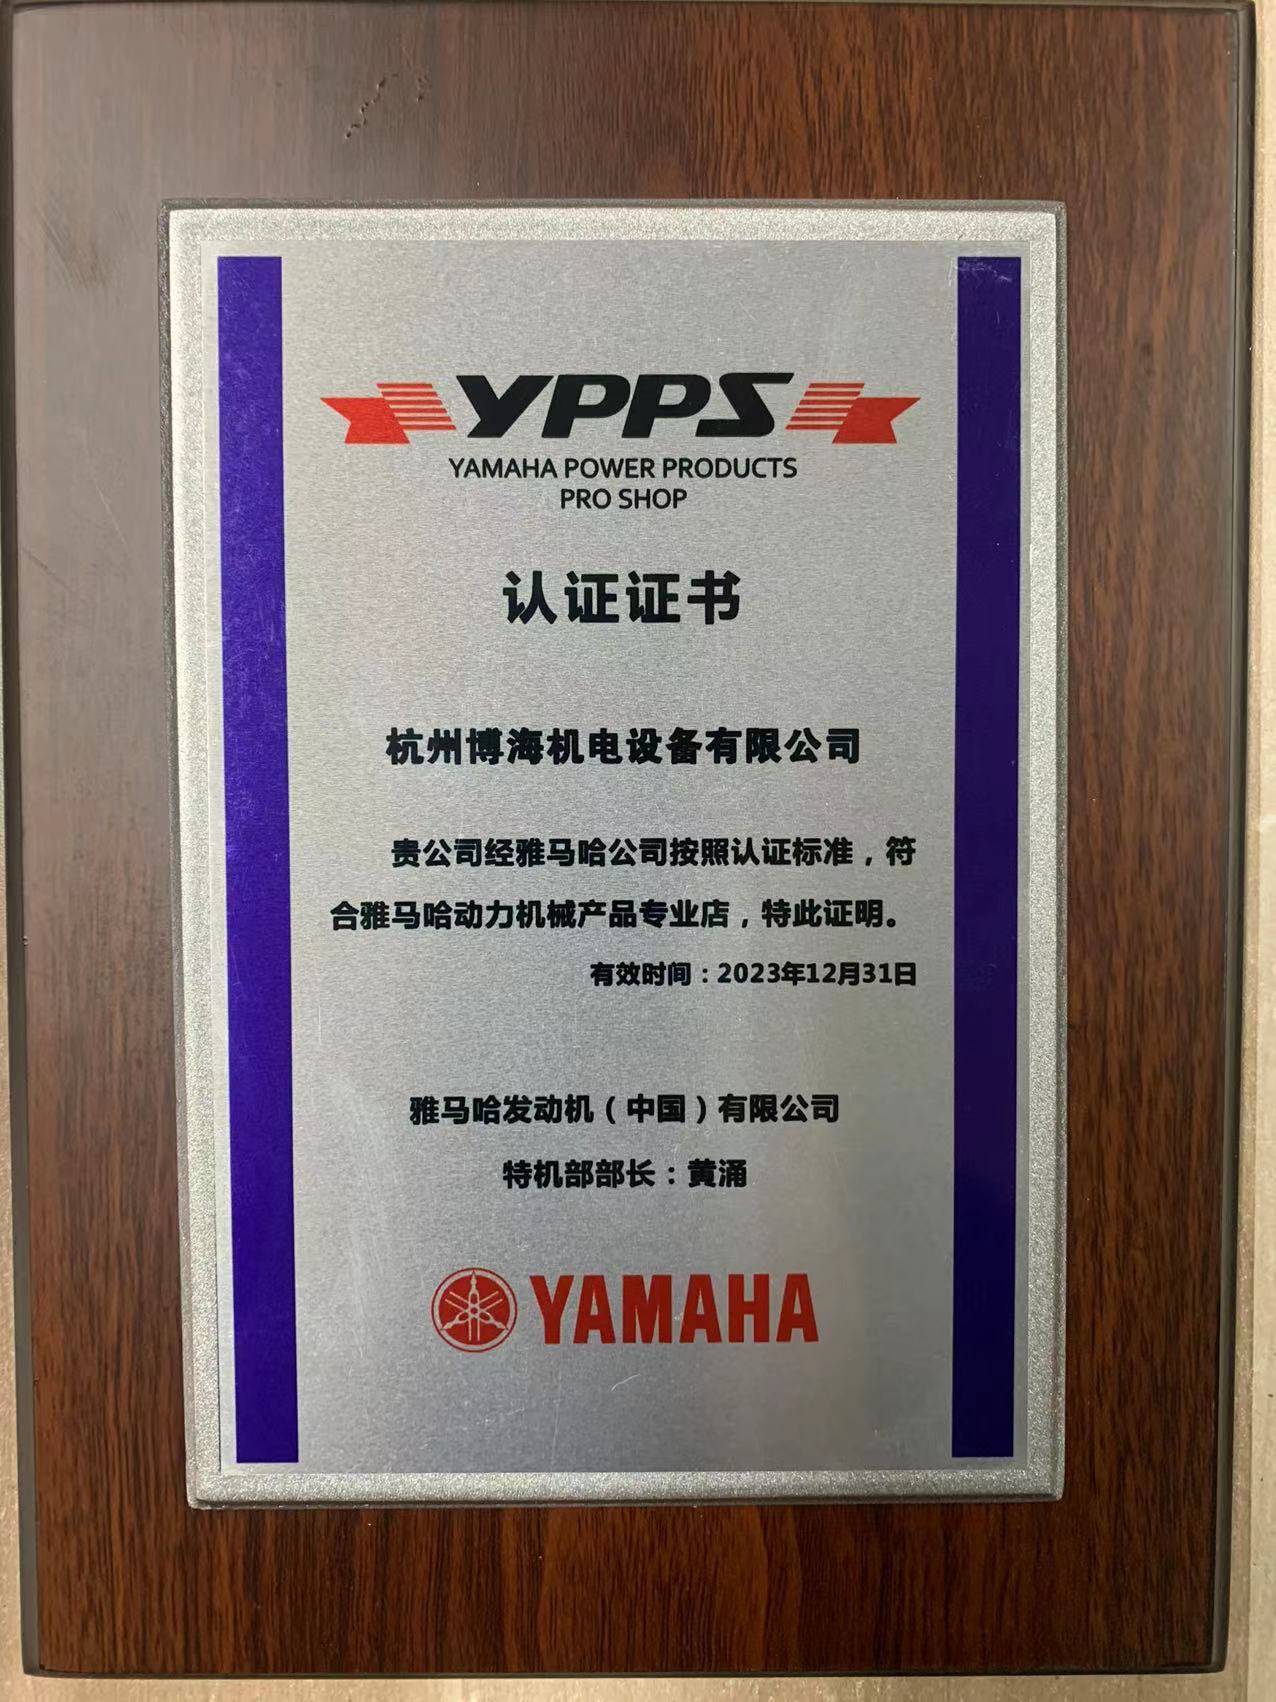 YPPS
YAMAHA POWER PRODUCTS
PRO SHOP
认证证书
杭州博海机电设备有限公司
贵公司经雅马哈公司按照认证标准，符
合雅马哈动力机械产品专业店，特此证明。
有效时间：2023年12月31日
雅马哈发动机（中国）有限公司
特机部部长：黄涌
YAMAHA